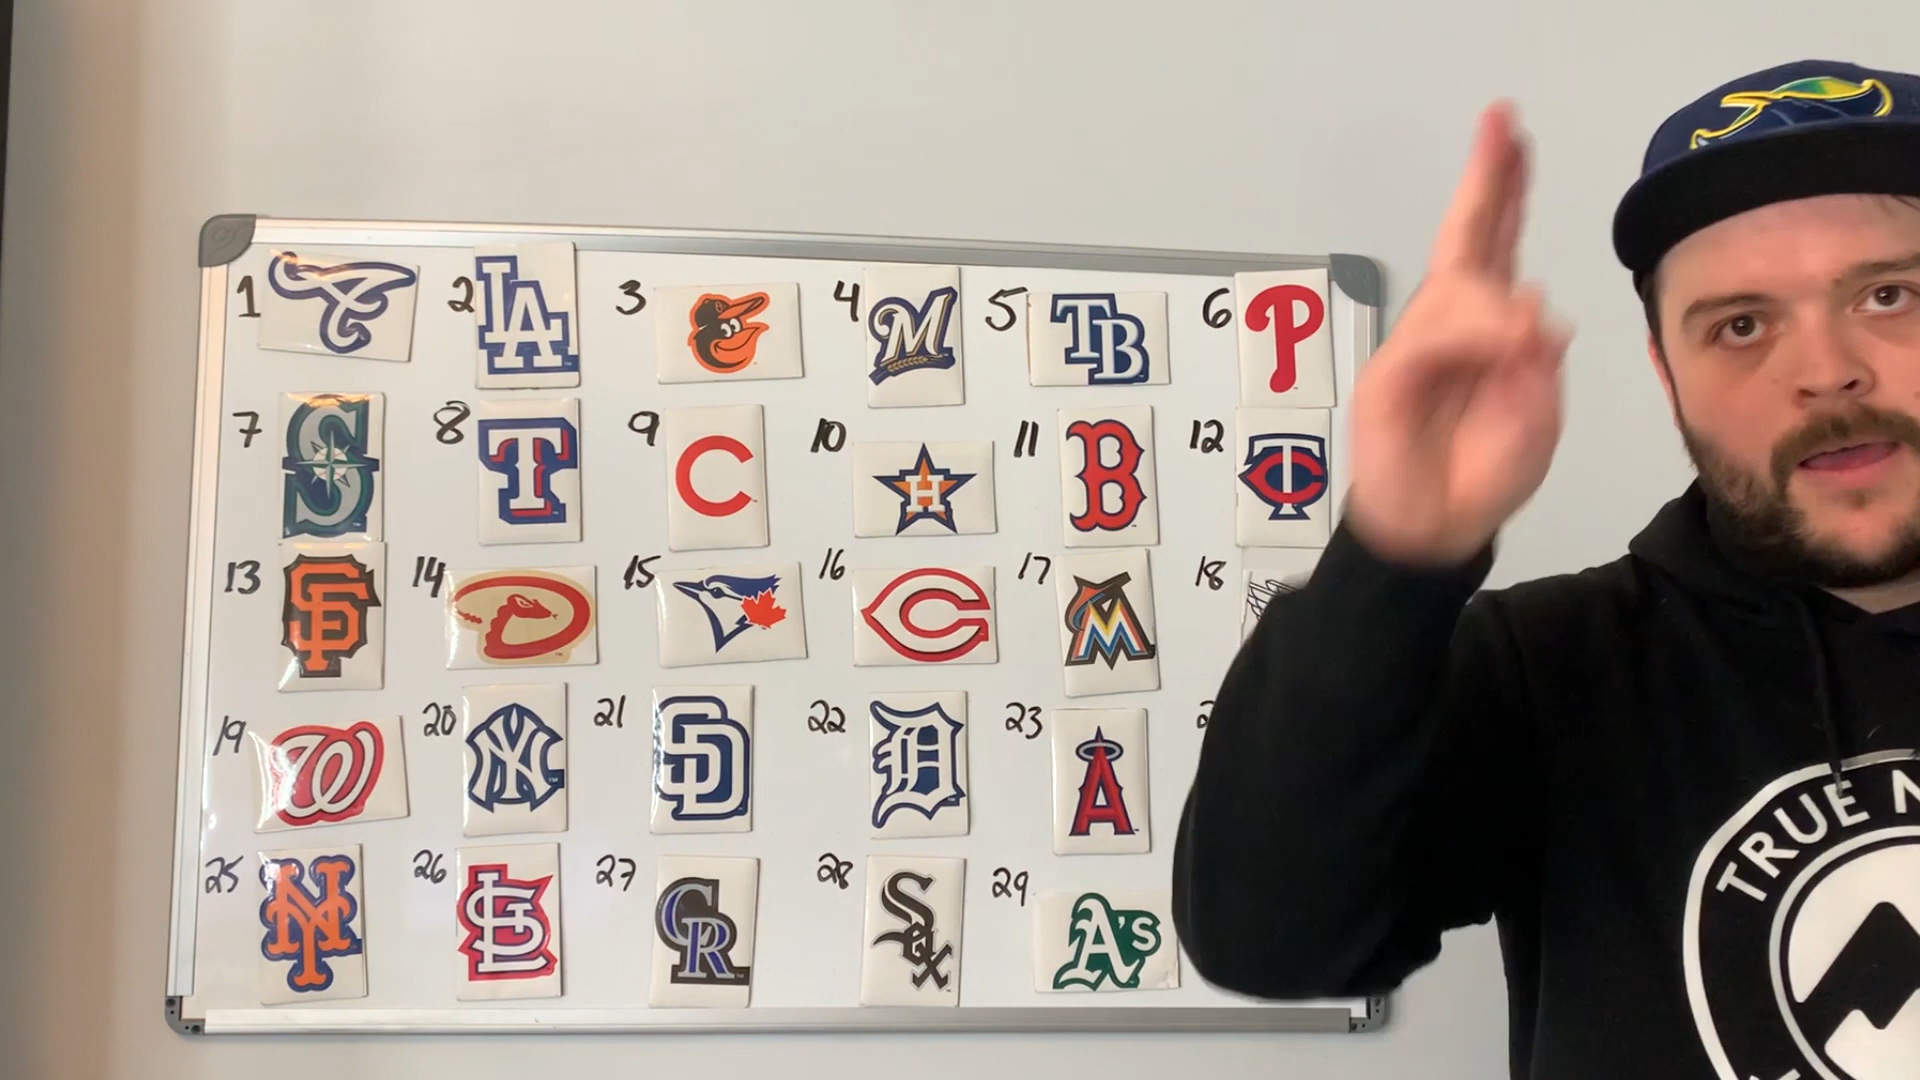 1 A 2 LA 3 4 M 5 TB 6 P
7 S 8 T 9 C 10 H 11 B 12 TC
13 SF 14 D 15 16 C 17 M 18
19 W 20 NY 21 SD 22 D 23 A
25 NY 26 STL 27 CR 28 Sox 29 A's
TRUE